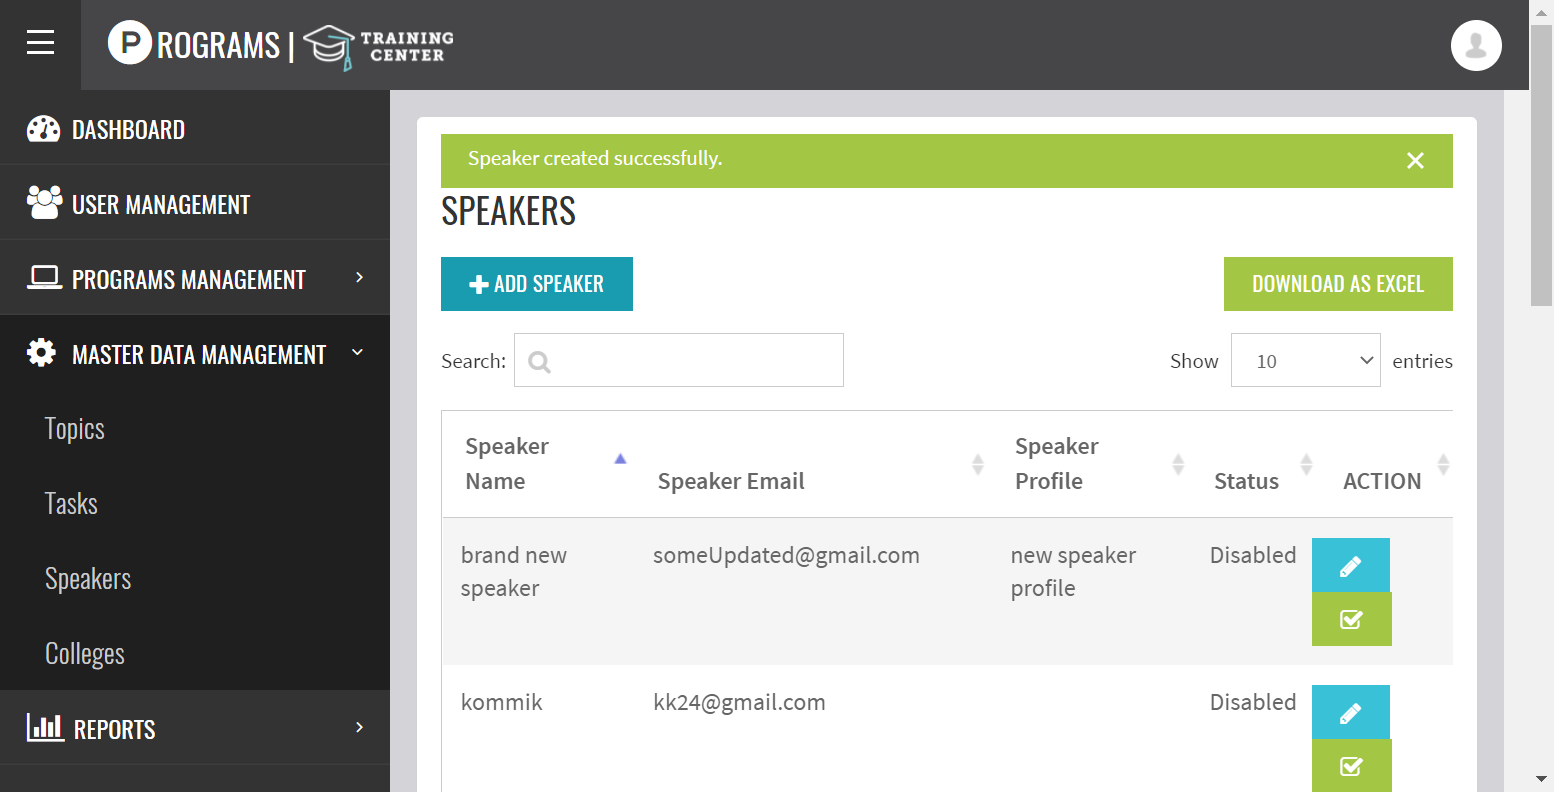 PROGRAMS | TRAINING CENTER
DASHBOARD
USER MANAGEMENT
PROGRAMS MANAGEMENT
MASTER DATA MANAGEMENT
Topics
Tasks
Speakers
Colleges
REPORTS
Speaker created successfully.
SPEAKERS
ADD SPEAKER
DOWNLOAD AS EXCEL
Search:
Show 10 entries
Speaker Name
Speaker Email
Speaker Profile
Status
ACTION
brand new speaker
someUpdated@gmail.com
new speaker profile
Disabled
kommik
kk24@gmail.com
Disabled